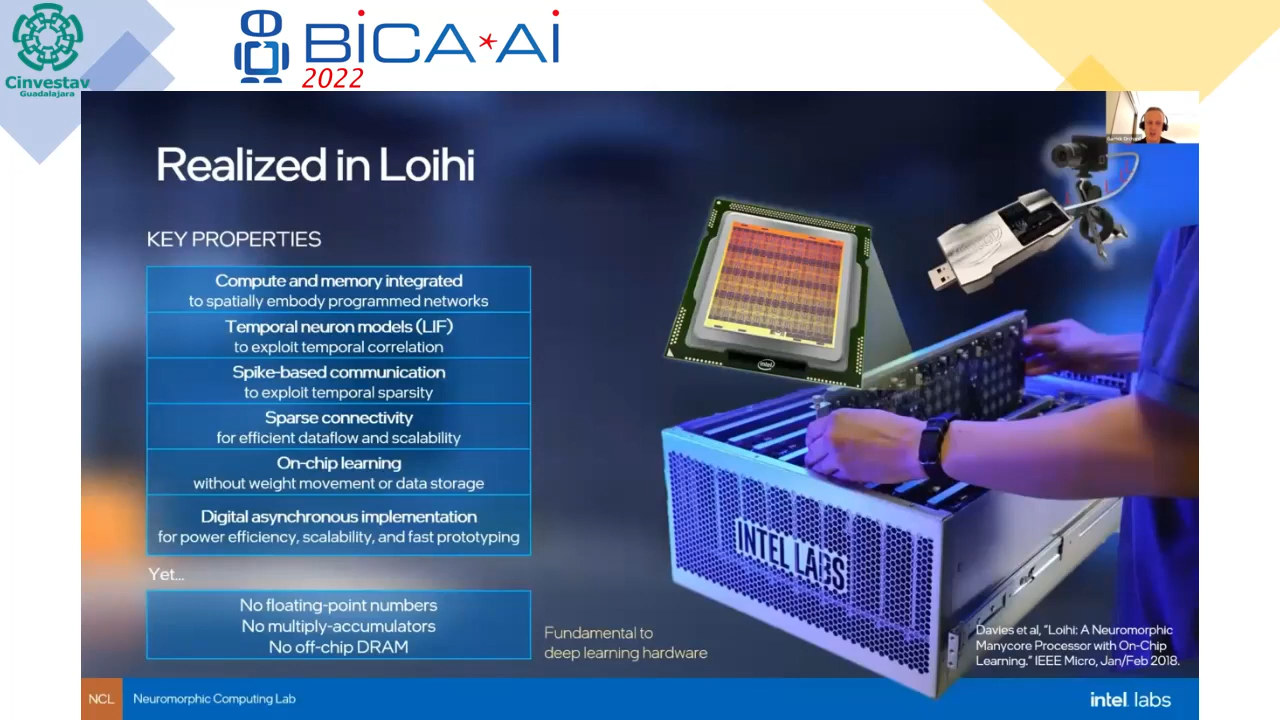 Cinvestav
Guadalajara
BiCA*Ai
2022
Realized in Loihi
KEY PROPERTIES
Compute and memory integrated
to spatially embody programmed networks
Temporal neuron models (LIF)
to exploit temporal correlation
Spike-based communication
to exploit temporal sparsity
Sparse connectivity
for efficient dataflow and scalability
On-chip learning
without weight movement or data storage
Digital asynchronous implementation
for power efficiency, scalability, and fast prototyping
Yet...
No floating-point numbers
No multiply-accumulators
No off-chip DRAM
Fundamental to
deep learning hardware
intel
INTEL LABS
Davies et al, "Loihi: A Neuromorphic
Manycore Processor with On-Chip
Learning." IEEE Micro, Jan/Feb 2018.
NCL
Neuromorphic Computing Lab
intel. labs